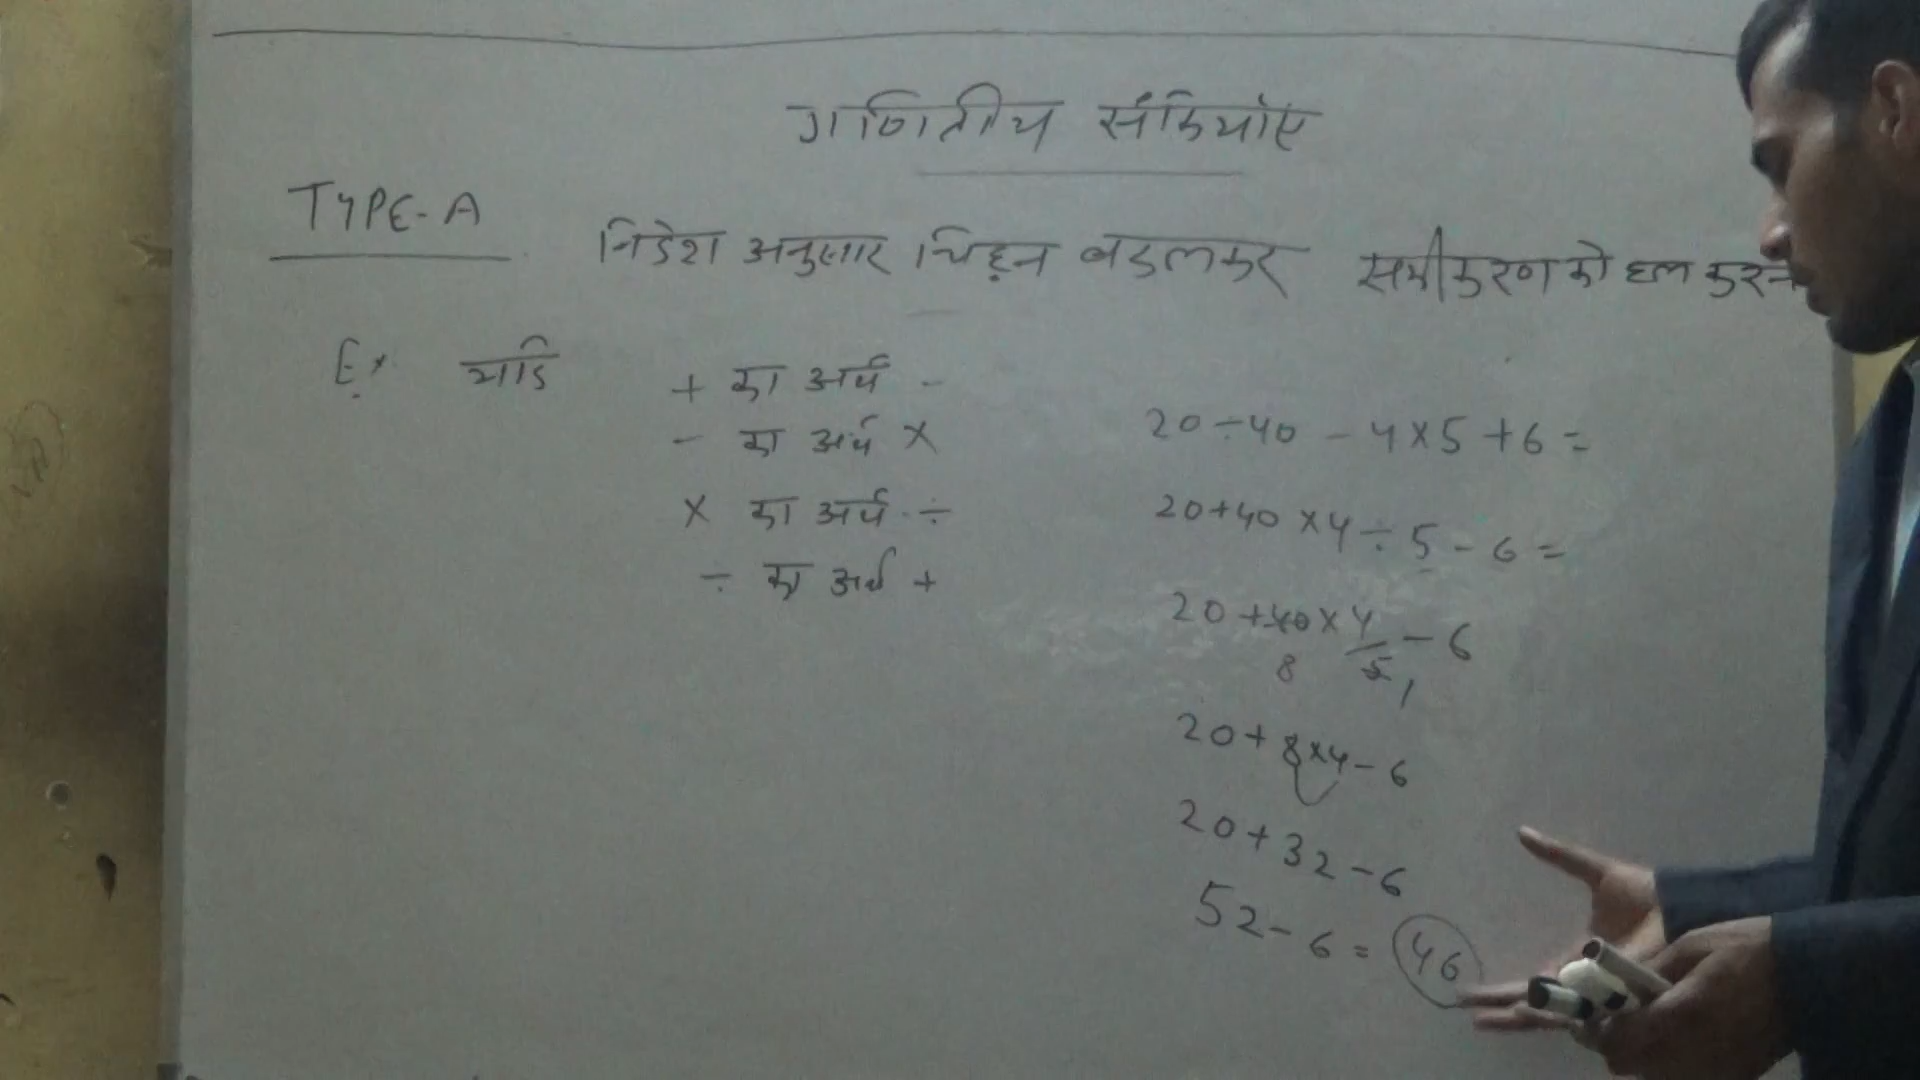 गणितीय संक्रियाएं
TYPE-A
निर्देश अनुसार चिह्न बदलकर समीकरण को हल करना
Ex यदि
+ का अर्थ -
- का अर्थ ×
× का अर्थ ÷
÷ का अर्थ +
20÷40 - 4×5+6=
20+40×4÷5-6=
20+40×4/5-6
8 1
20+8×4-6
20+32-6
52-6=46